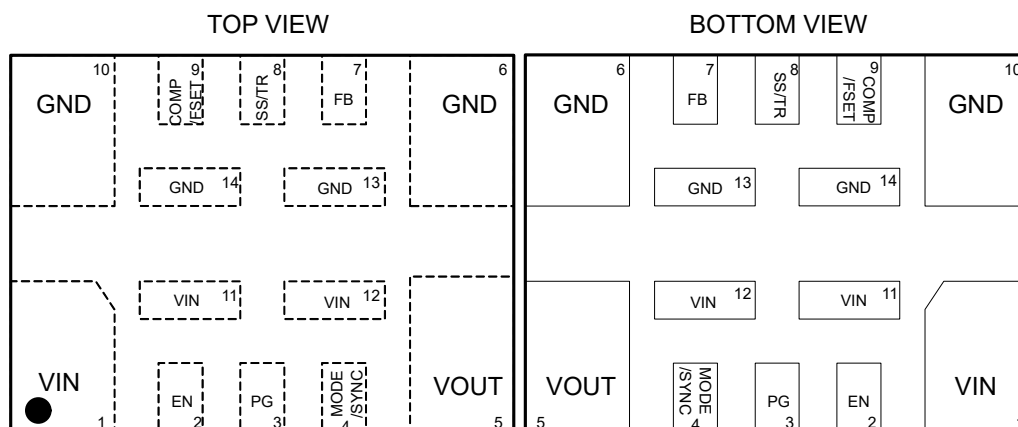 TOP VIEW
10
9
8
7
6
GND
COMP
/FSET
SS/TR
FB
GND
GND 14
GND 13
VIN 11
VIN 12
VIN
EN
PG
MODE
/SYNC
VOUT
1
2
3
4
5
BOTTOM VIEW
6
7
8
9
10
GND
FB
SS/TR
COMP
/FSET
GND
GND 13
GND 14
VIN 12
VIN 11
VOUT
MODE
/SYNC
PG
EN
VIN
5
4
3
2